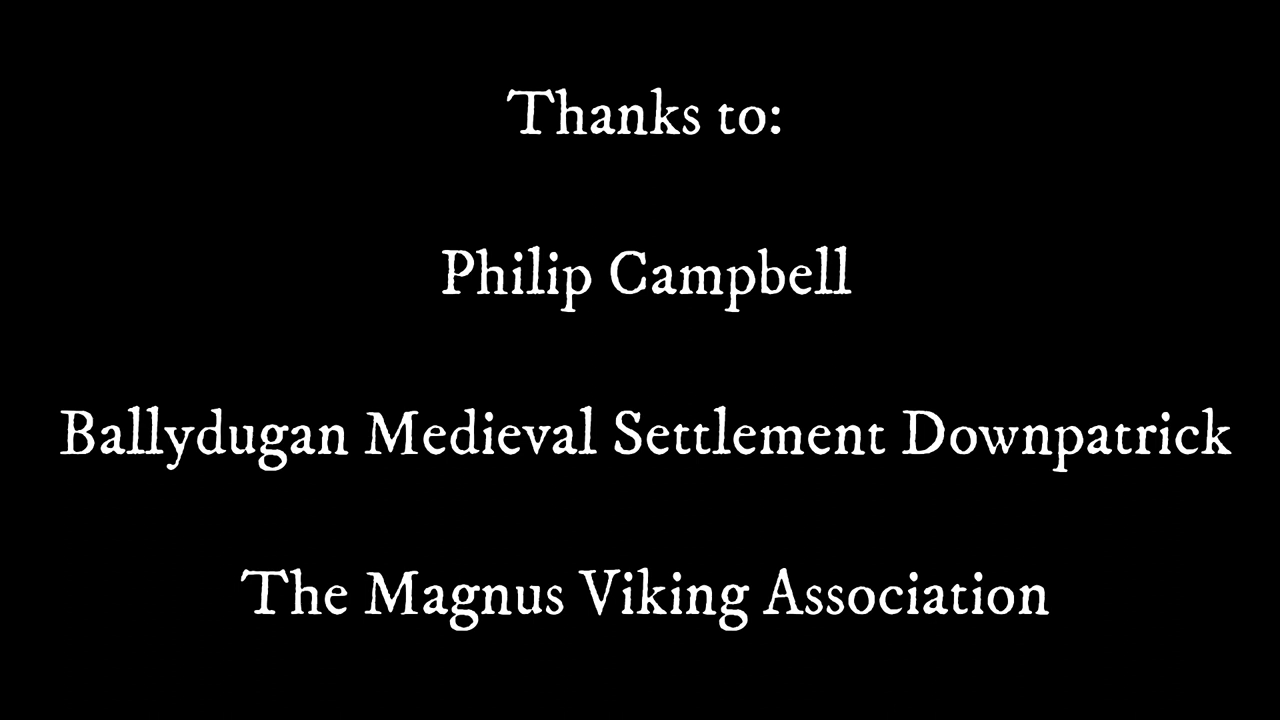 Thanks to:
Philip Campbell
Ballydugan Medieval Settlement Downpatrick
The Magnus Viking Association